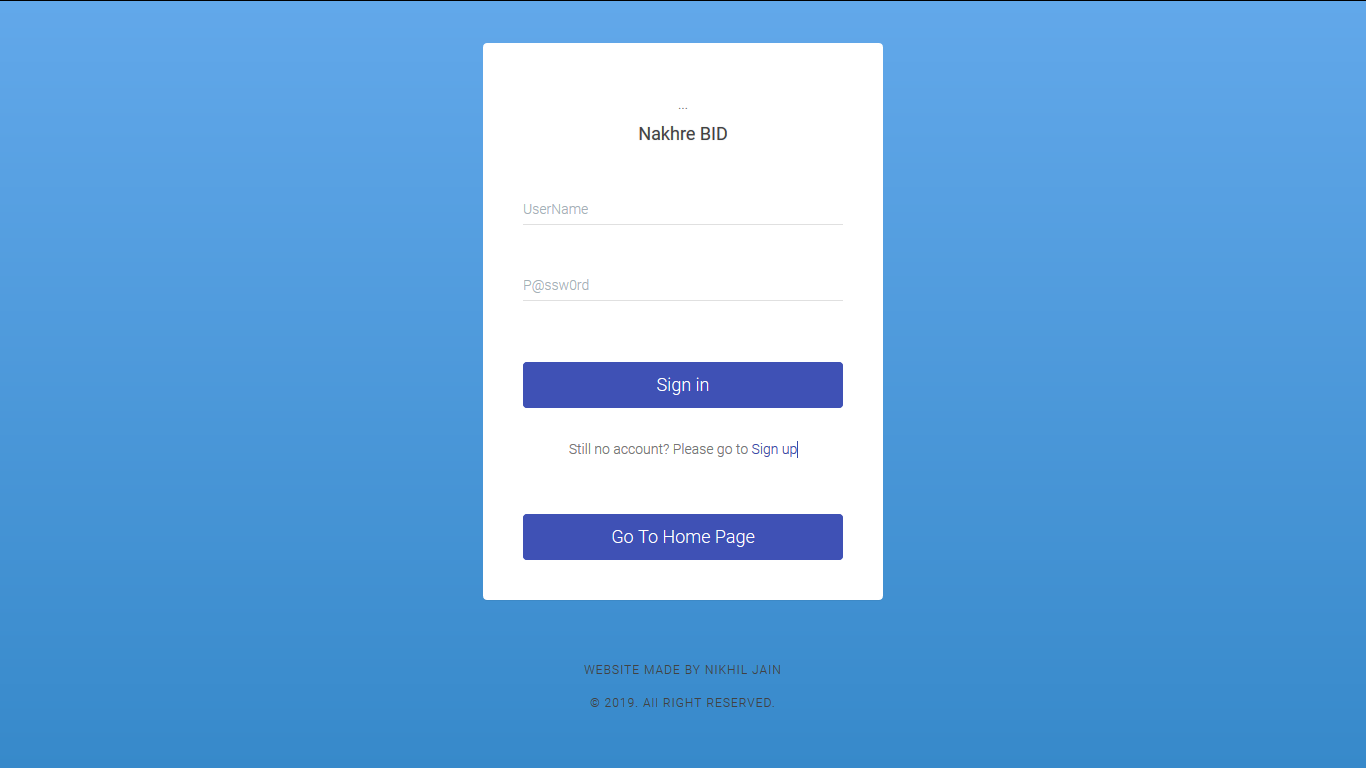 ...
Nakhre BID
UserName
P@ssw0rd
Sign in
Still no account? Please go to Sign up
Go To Home Page
WEBSITE MADE BY NIKHIL JAIN
© 2019. All RIGHT RESERVED.